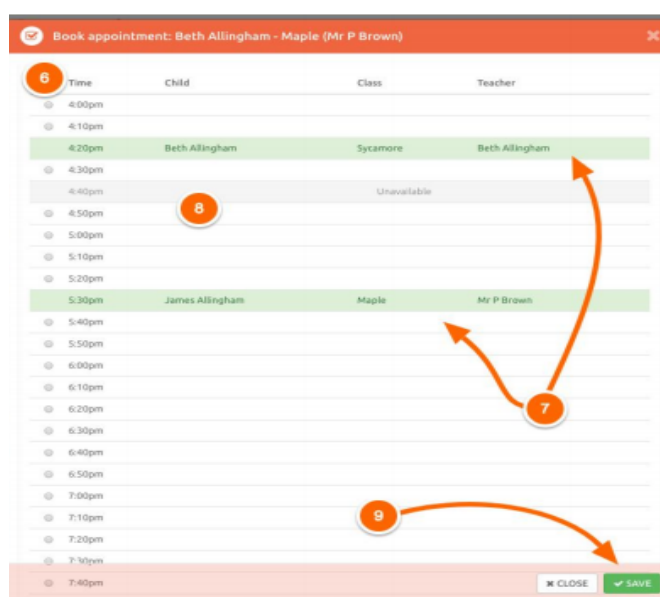 Book appointment: Beth Allingham - Maple (Mr P Brown)
6 Time Child Class Teacher
4:00pm
4:10pm
4:20pm Beth Allingham Sycamore Beth Allingham
4:30pm
4:40pm Unavailable
8
4:50pm
5:00pm
5:10pm
5:20pm
5:30pm James Allingham Maple Mr P Brown
5:40pm
5:50pm
6:00pm
6:10pm
6:20pm
7
6:30pm
6:40pm
6:50pm
7:00pm
7:10pm
9
7:20pm
7:30pm
7:40pm
CLOSE SAVE